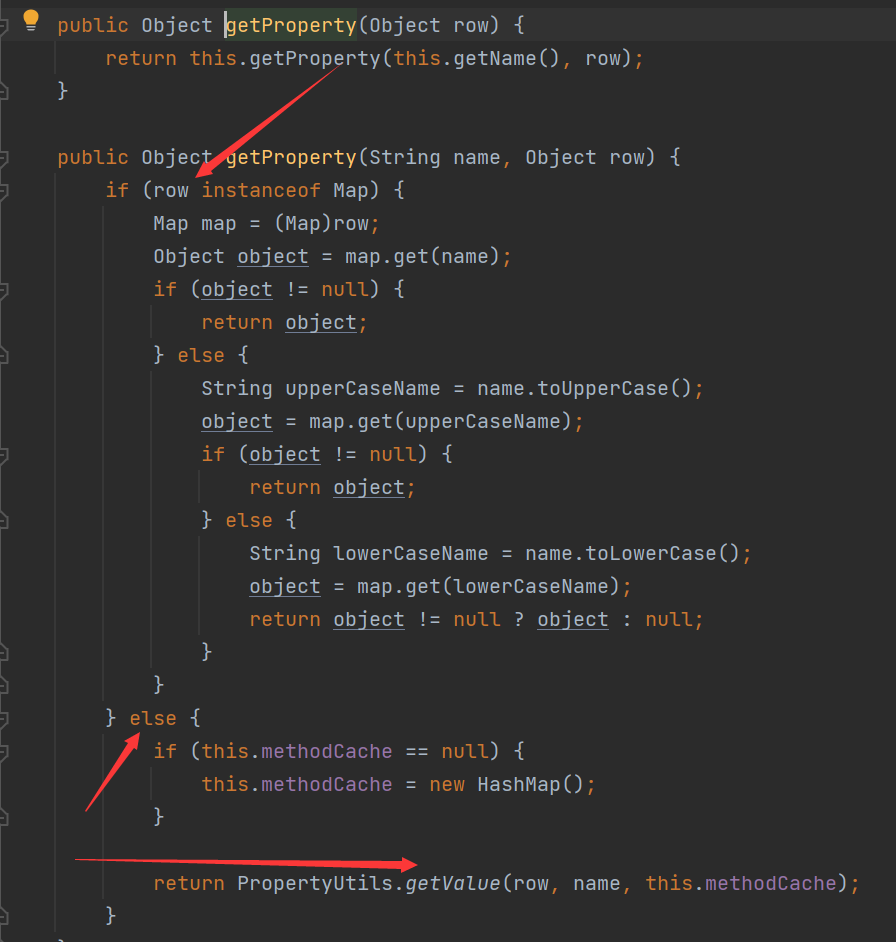 public Object getProperty(Object row) {
return this.getProperty(this.getName(), row);
}
public Object getProperty(String name, Object row) {
if (row instanceof Map) {
Map map = (Map)row;
Object object = map.get(name);
if (object != null) {
return object;
} else {
String upperCaseName = name.toUpperCase();
object = map.get(upperCaseName);
if (object != null) {
return object;
} else {
String lowerCaseName = name.toLowerCase();
object = map.get(lowerCaseName);
return object != null ? object : null;
}
}
} else {
if (this.methodCache == null) {
this.methodCache = new HashMap();
}
return PropertyUtils.getValue(row, name, this.methodCache);
}